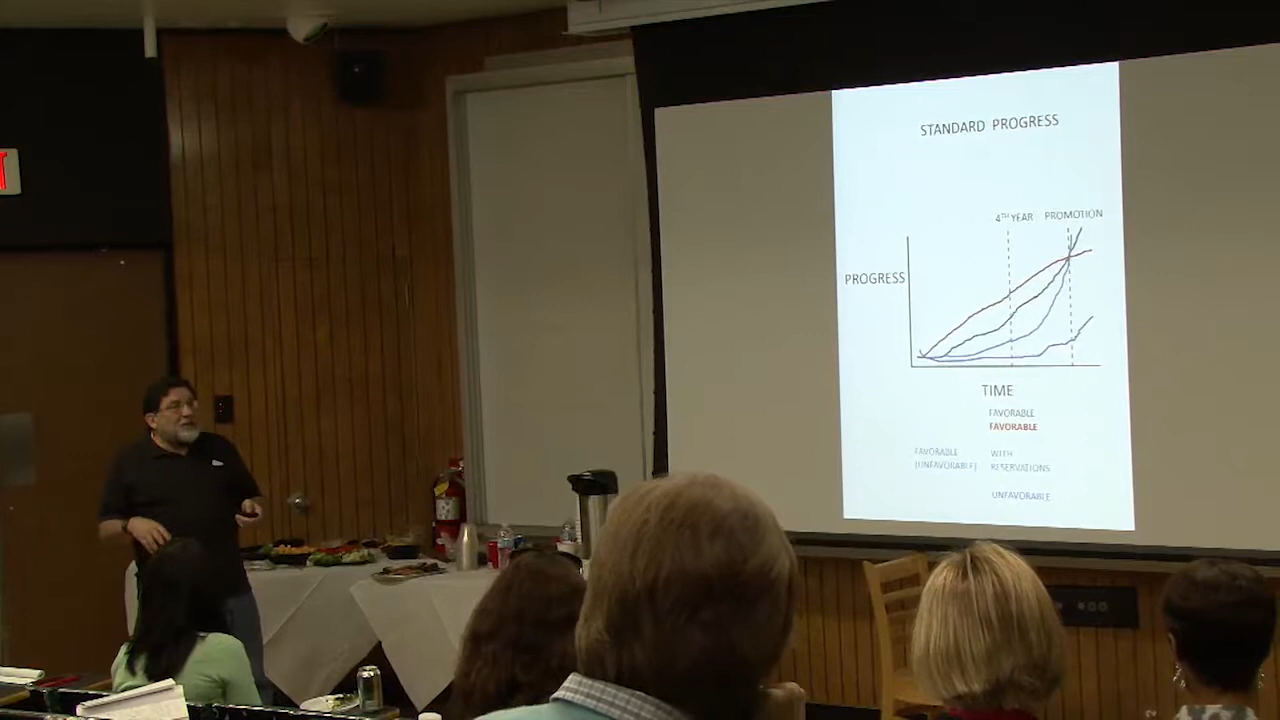 STANDARD PROGRESS
4TH YEAR PROMOTION
PROGRESS
TIME
FAVORABLE
FAVORABLE
FAVORABLE WITH
(UNFAVORABLE) RESERVATIONS
UNFAVORABLE